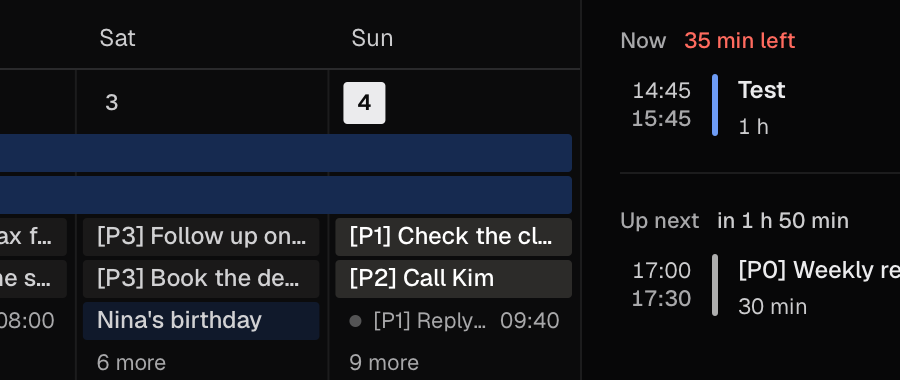 Sat
Sun
3
4
ax f...
[P3] Follow up on...
[P1] Check the cl...
ne s...
[P3] Book the de...
[P2] Call Kim
08:00
Nina's birthday
[P1] Reply... 09:40
6 more
9 more
Now 35 min left
14:45
15:45
Test
1 h
Up next in 1 h 50 min
17:00
17:30
[P0] Weekly re
30 min